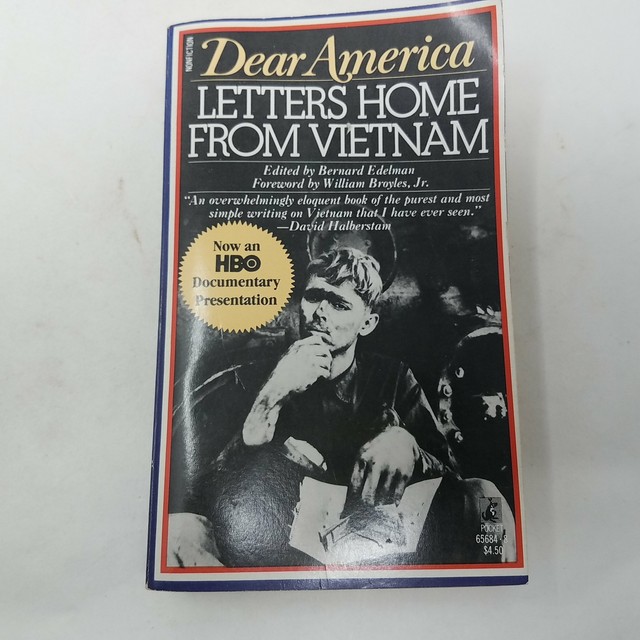 NONFICTION
Dear America
LETTERS HOME
FROM VIETNAM
Edited by Bernard Edelman
Foreword by William Broyles, Jr.
"An overwhelmingly eloquent book of the purest and most
simple writing on Vietnam that I have ever seen."
—David Halberstam
Now an
HBO
Documentary
Presentation
POCKET
65684
$4.50